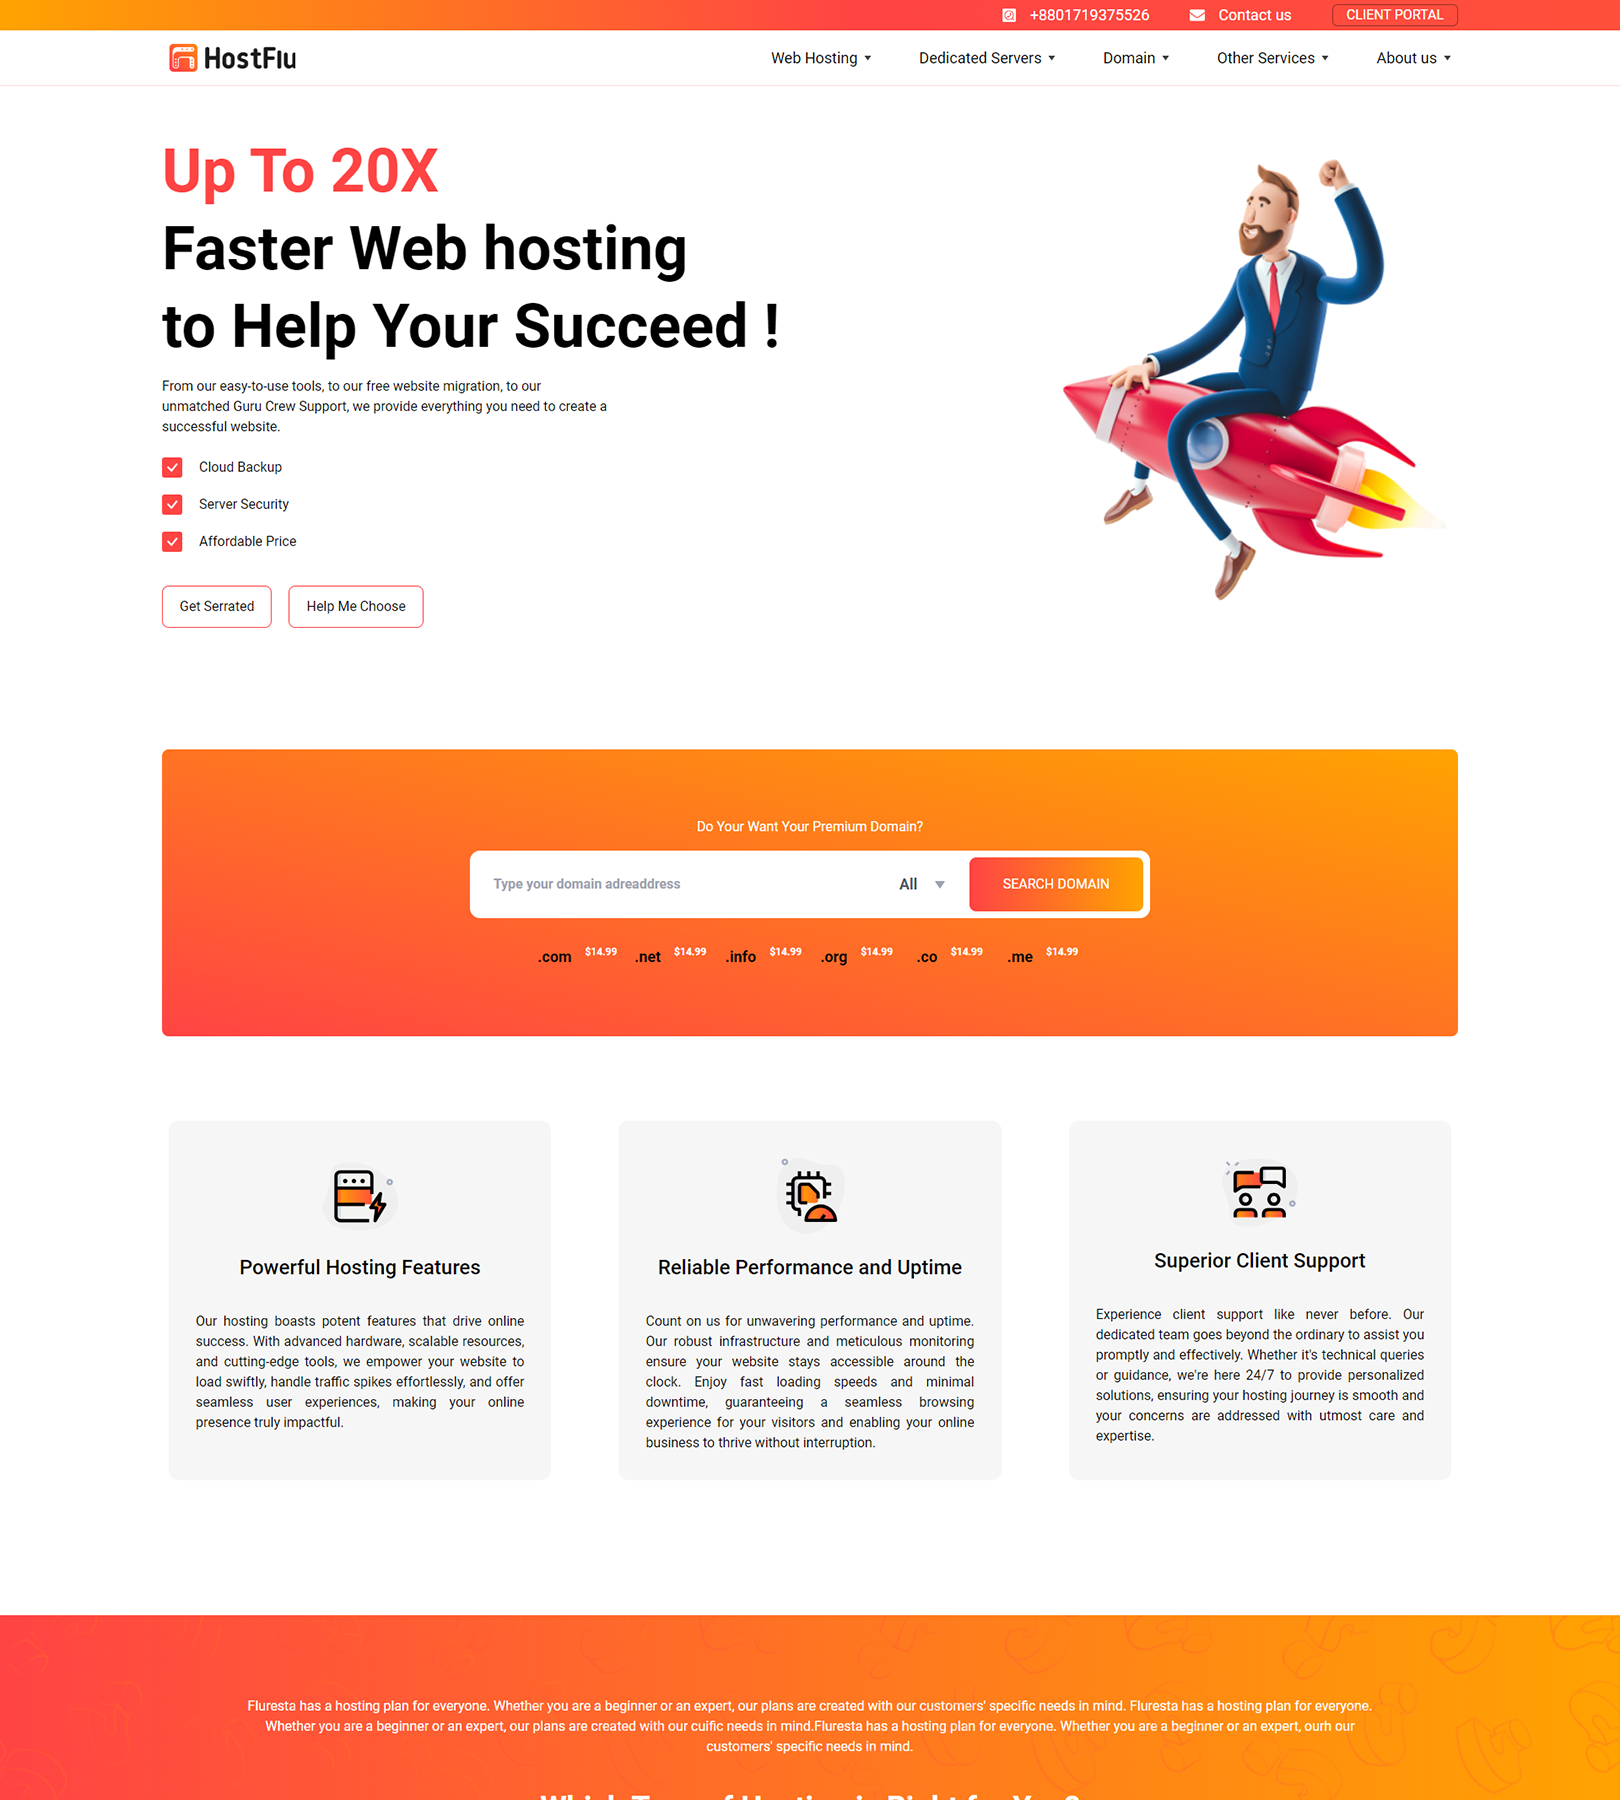 +8801719375526 Contact us CLIENT PORTAL
HostFlu Web Hosting Dedicated Servers Domain Other Services About us
Up To 20X
Faster Web hosting
to Help Your Succeed !
From our easy-to-use tools, to our free website migration, to our
unmatched Guru Crew Support, we provide everything you need to create a
successful website.
Cloud Backup
Server Security
Affordable Price
Get Serrated Help Me Choose
Do Your Want Your Premium Domain?
Type your domain adreaddress All SEARCH DOMAIN
.com $14.99 .net $14.99 .info $14.99 .org $14.99 .co $14.99 .me $14.99
Powerful Hosting Features
Our hosting boasts potent features that drive online
success. With advanced hardware, scalable resources,
and cutting-edge tools, we empower your website to
load swiftly, handle traffic spikes effortlessly, and offer
seamless user experiences, making your online
presence truly impactful.
Reliable Performance and Uptime
Count on us for unwavering performance and uptime.
Our robust infrastructure and meticulous monitoring
ensure your website stays accessible around the
clock. Enjoy fast loading speeds and minimal
downtime, guaranteeing a seamless browsing
experience for your visitors and enabling your online
business to thrive without interruption.
Superior Client Support
Experience client support like never before. Our
dedicated team goes beyond the ordinary to assist you
promptly and effectively. Whether it's technical queries
or guidance, we're here 24/7 to provide personalized
solutions, ensuring your hosting journey is smooth and
your concerns are addressed with utmost care and
expertise.
Fluresta has a hosting plan for everyone. Whether you are a beginner or an expert, our plans are created with our customers' specific needs in mind. Fluresta has a hosting plan for everyone.
Whether you are a beginner or an expert, our plans are created with our cuific needs in mind.Fluresta has a hosting plan for everyone. Whether you are a beginner or an expert, ourh our
customers' specific needs in mind.
Which Type of Hosting is Right for You?